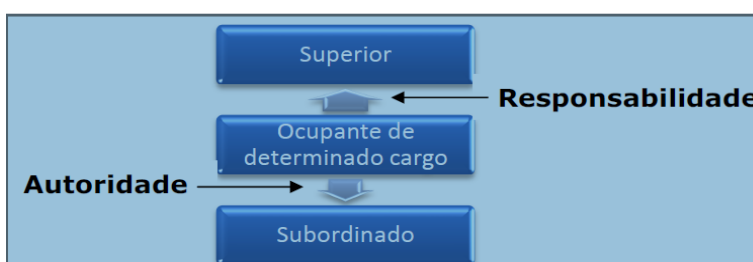 Superior
Responsabilidade
Ocupante de
determinado cargo
Autoridade
Subordinado